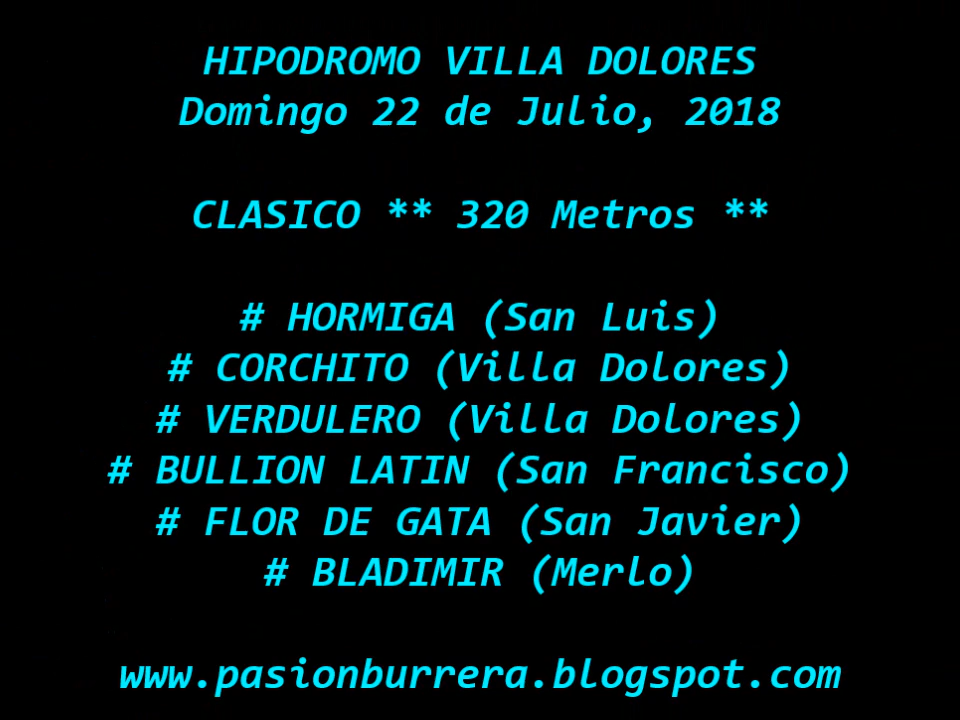 HIPODROMO VILLA DOLORES
Domingo 22 de Julio, 2018
CLASICO ** 320 Metros **
# HORMIGA (San Luis)
# CORCHITO (Villa Dolores)
# VERDULERO (Villa Dolores)
# BULLION LATIN (San Francisco)
# FLOR DE GATA (San Javier)
# BLADIMIR (Merlo)
www.pasionburrera.blogspot.com